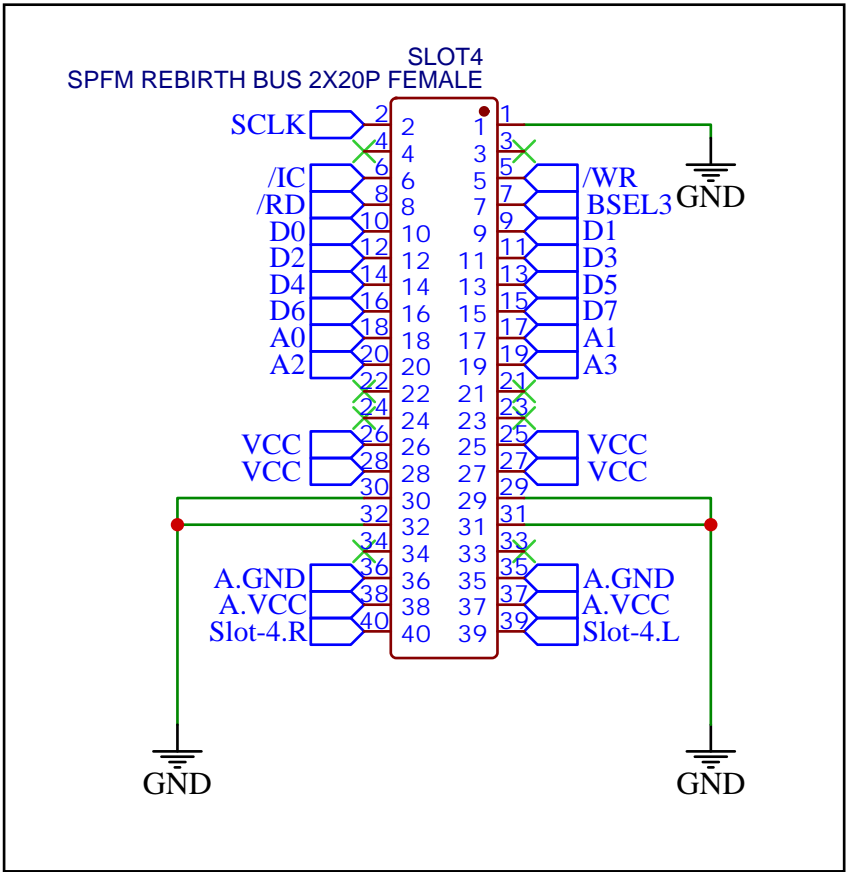 SLOT4
SPFM REBIRTH BUS 2X20P FEMALE
SCLK 2 2 1 1
4 4 3 3
/IC 6 6 5 5 /WR
/RD 8 8 7 7 BSEL3 GND
D0 10 10 9 9 D1
D2 12 12 11 11 D3
D4 14 14 13 13 D5
D6 16 16 15 15 D7
A0 18 18 17 17 A1
A2 20 20 19 19 A3
22 22 21 21
24 24 23 23
VCC 26 26 25 25 VCC
VCC 28 28 27 27 VCC
30 30 29 29
32 32 31 31
34 34 33 33
A.GND 36 36 35 35 A.GND
A.VCC 38 38 37 37 A.VCC
Slot-4.R 40 40 39 39 Slot-4.L
GND GND